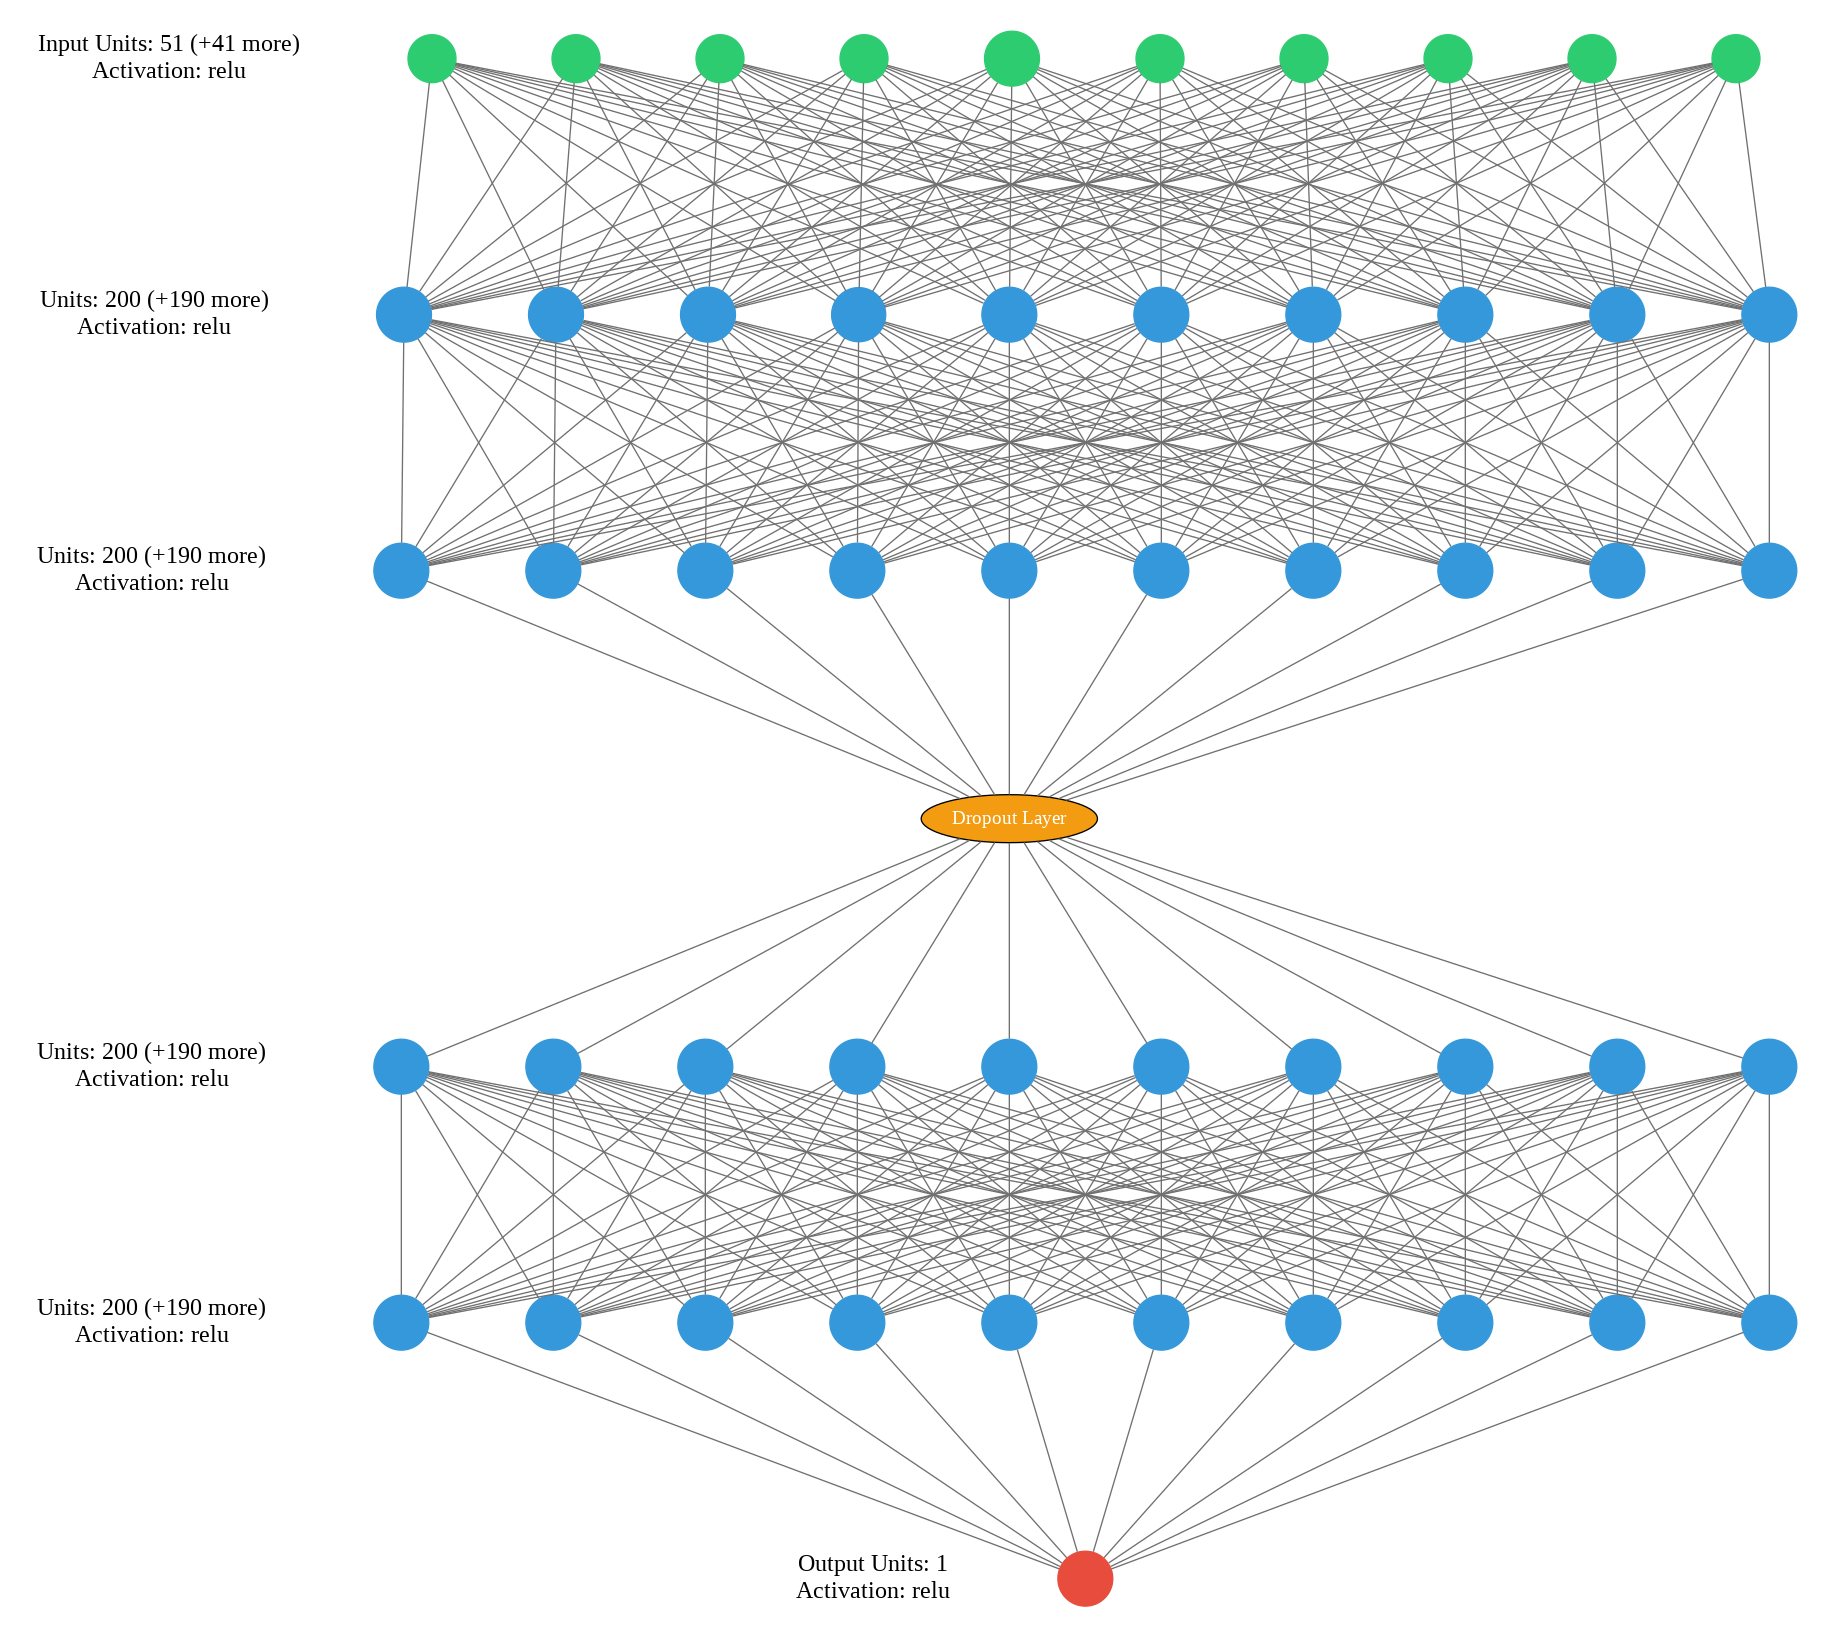 Input Units: 51 (+41 more)
Activation: relu
Units: 200 (+190 more)
Activation: relu
Units: 200 (+190 more)
Activation: relu
Dropout Layer
Units: 200 (+190 more)
Activation: relu
Units: 200 (+190 more)
Activation: relu
Output Units: 1
Activation: relu